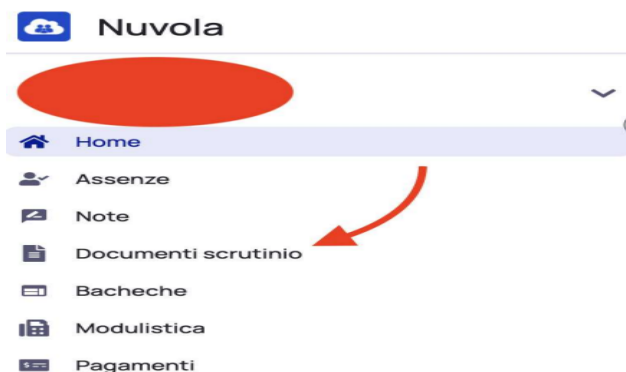 Nuvola
Home
Assenze
Note
Documenti scrutinio
Bacheche
Modulistica
Pagamenti